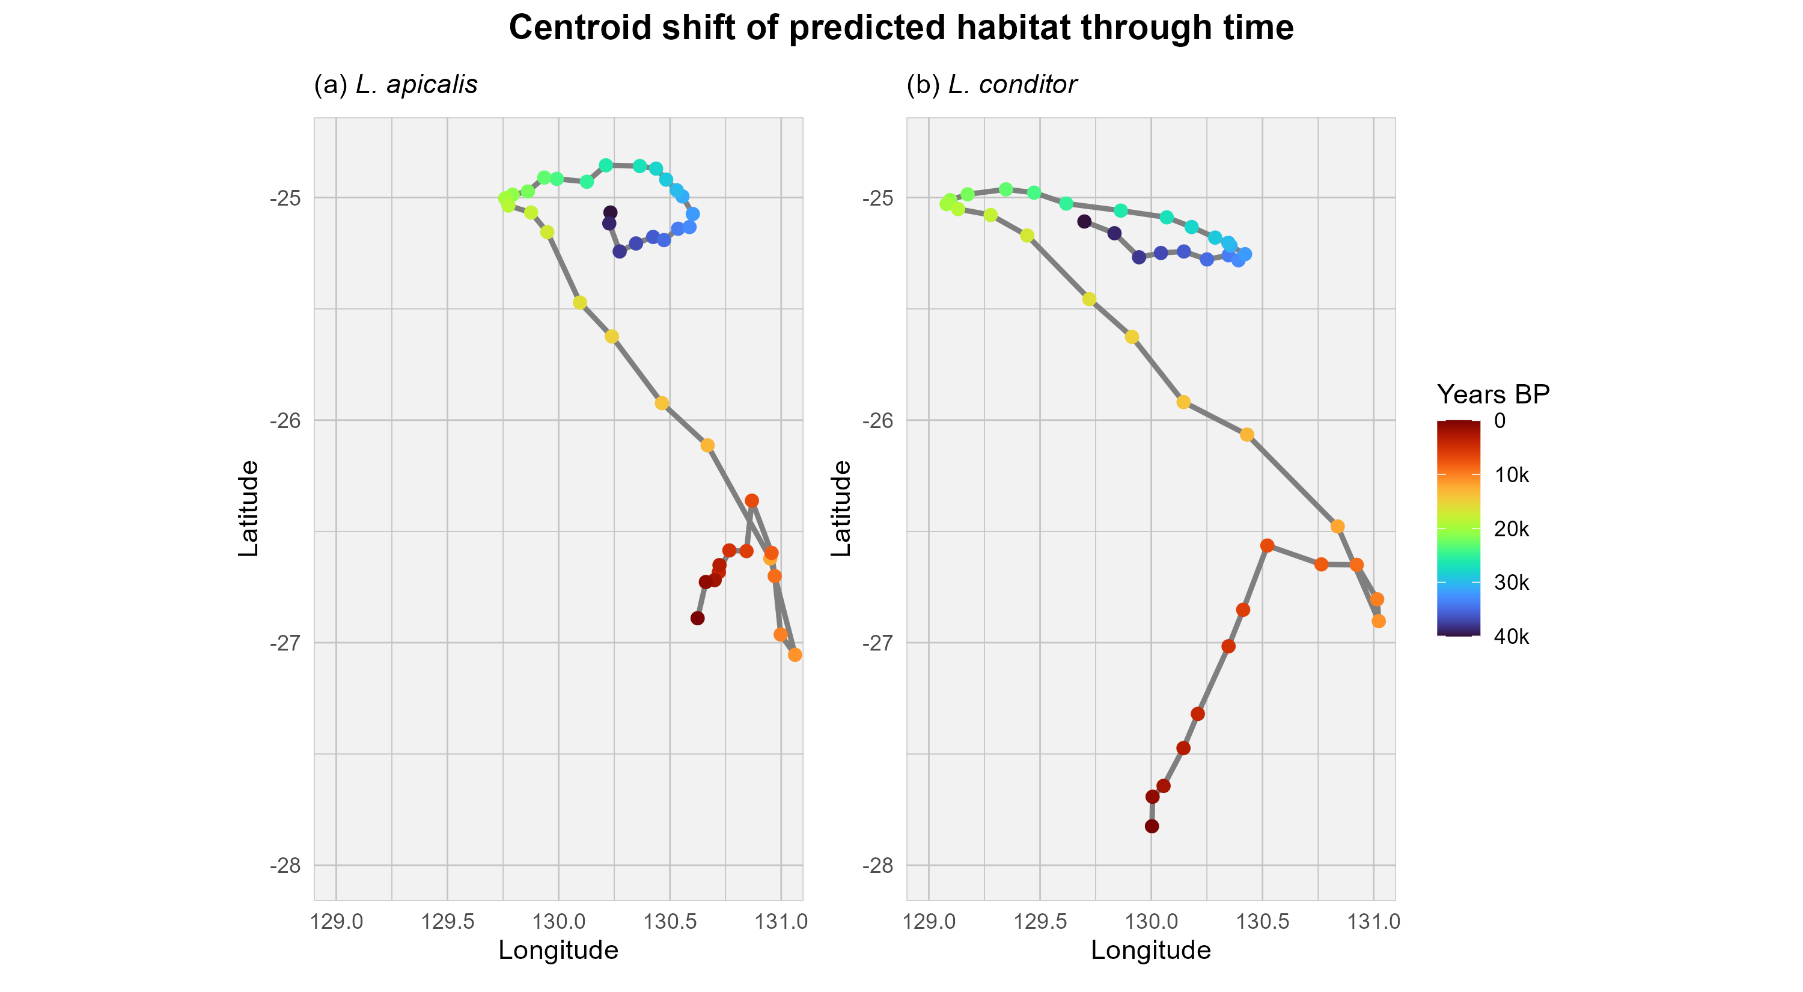 Centroid shift of predicted habitat through time
(a) L. apicalis
(b) L. conditor
-25
-26
-27
-28
Latitude
129.0 129.5 130.0 130.5 131.0
Longitude
-25
-26
-27
-28
Latitude
129.0 129.5 130.0 130.5 131.0
Longitude
Years BP
0
10k
20k
30k
40k